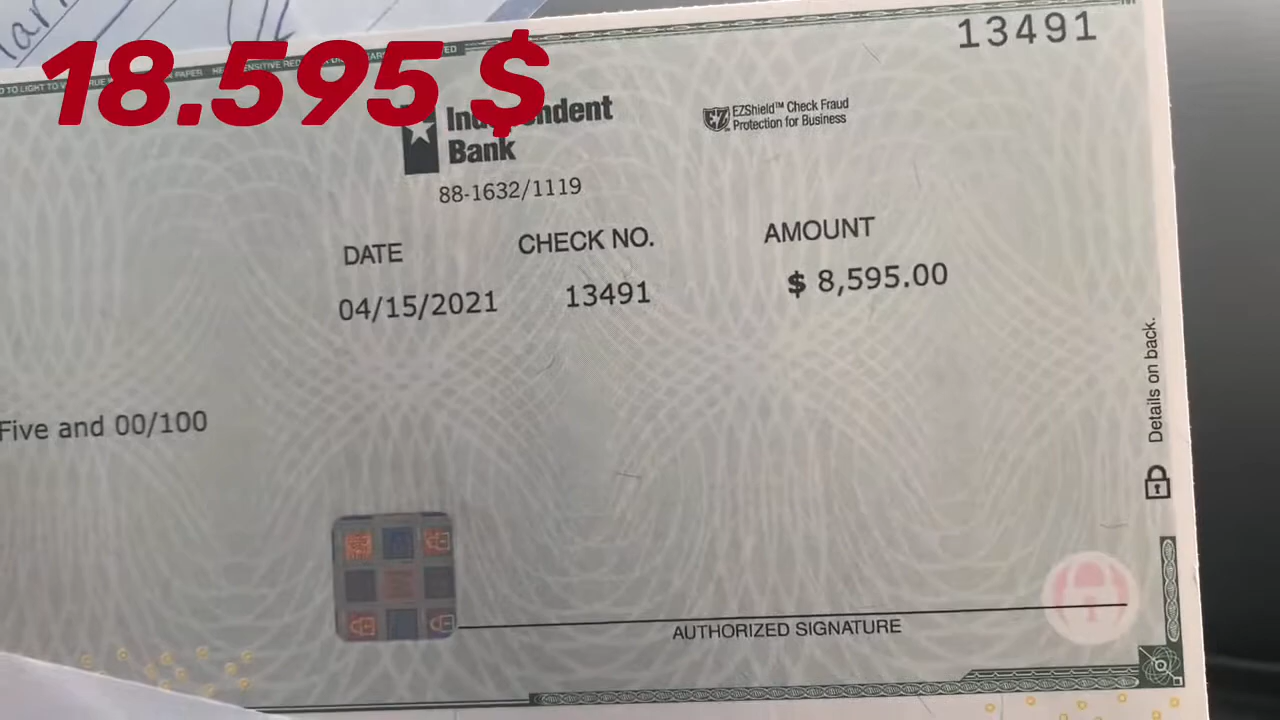 13491
18.595 $
Independent
Bank
EZShield™ Check Fraud
Protection for Business
88-1632/1119
DATE
CHECK NO.
AMOUNT
04/15/2021
13491
$ 8,595.00
Details on back.
Five and 00/100
AUTHORIZED SIGNATURE